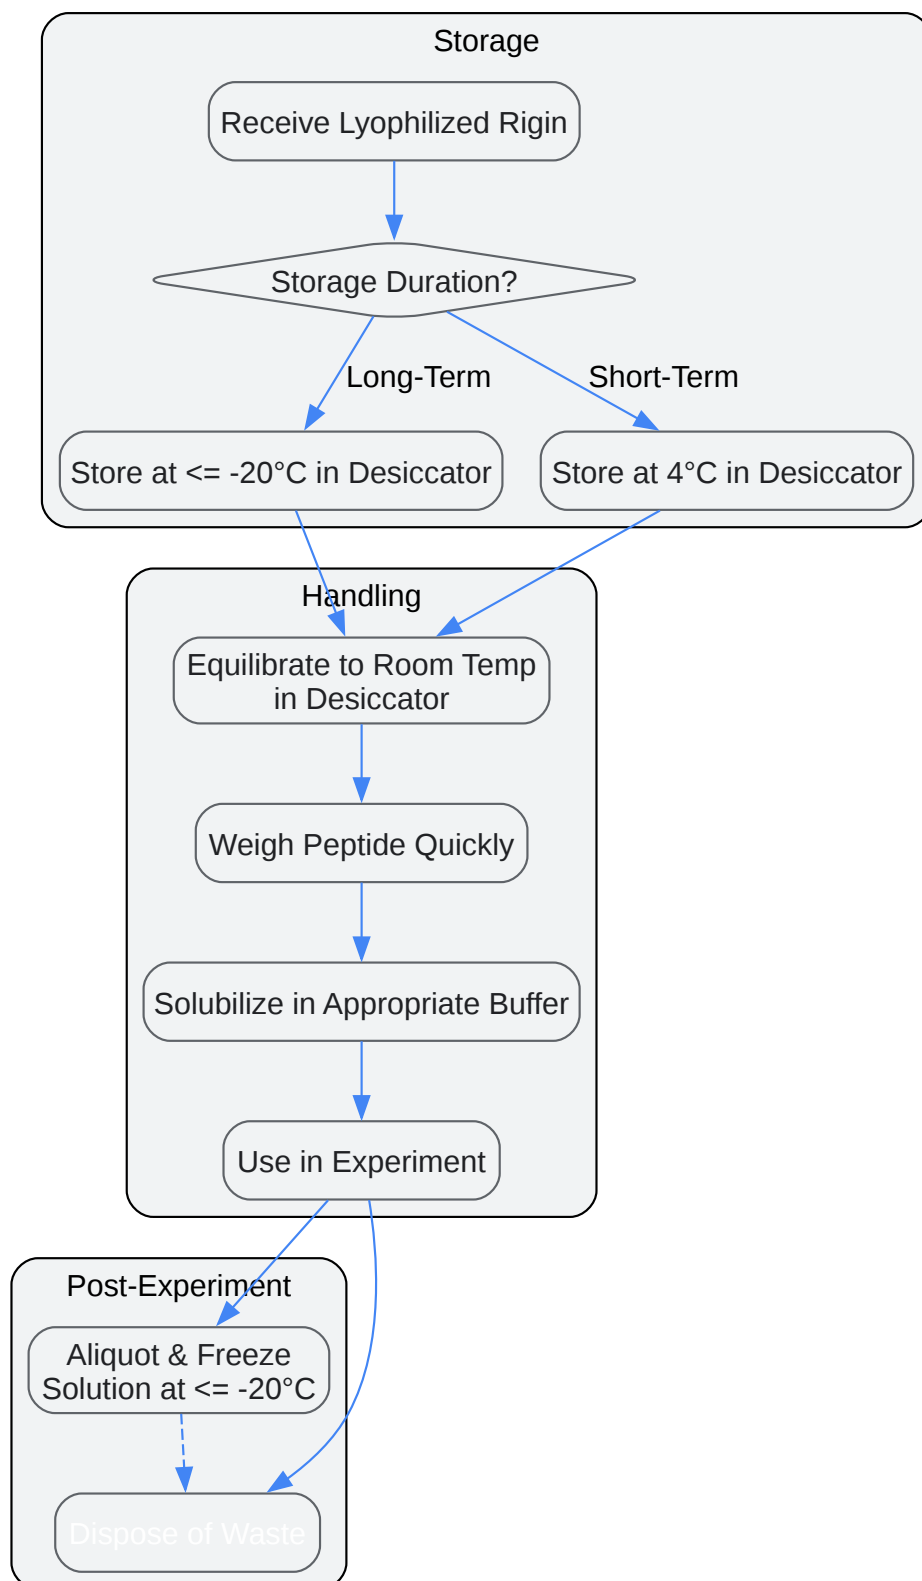 Storage
Receive Lyophilized Rigin
Storage Duration?
Long-Term
Short-Term
Store at <= -20°C in Desiccator
Store at 4°C in Desiccator
Handling
Equilibrate to Room Temp
in Desiccator
Weigh Peptide Quickly
Solubilize in Appropriate Buffer
Use in Experiment
Post-Experiment
Aliquot & Freeze
Solution at <= -20°C
Dispose of Waste